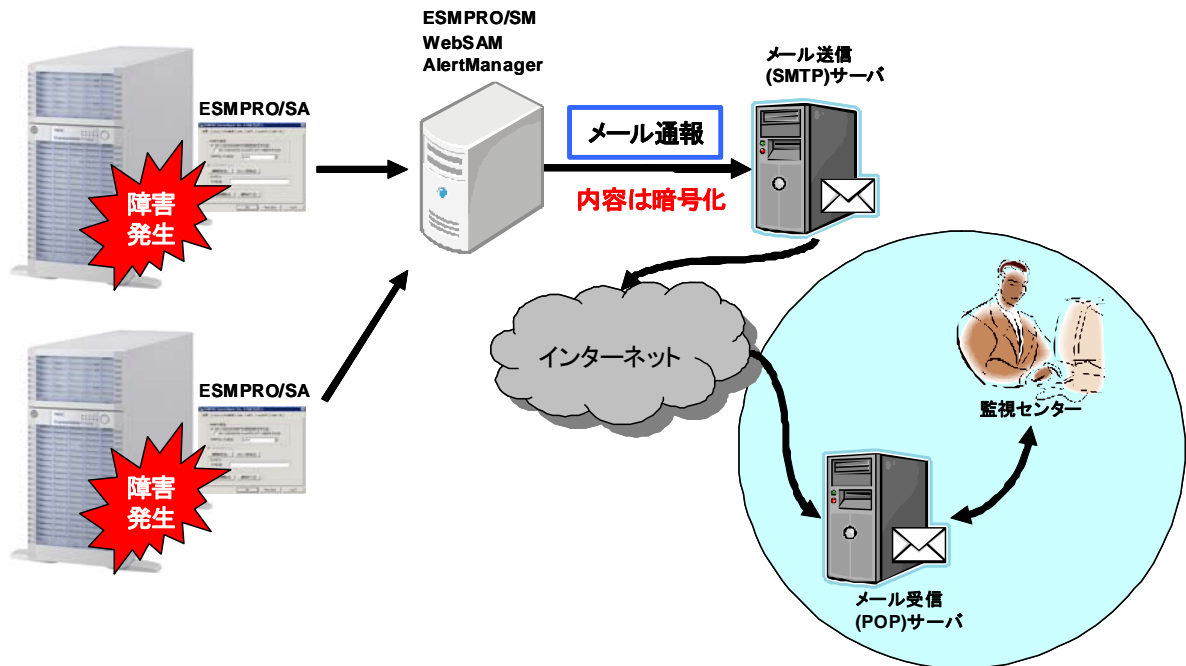 ESMPRO/SM
WebSAM
AlertManager
メール送信
(SMTP)サーバ
ESMPRO/SA
メール通報
内容は暗号化
障害
発生
インターネット
ESMPRO/SA
監視センター
障害
発生
メール受信
(POP)サーバ